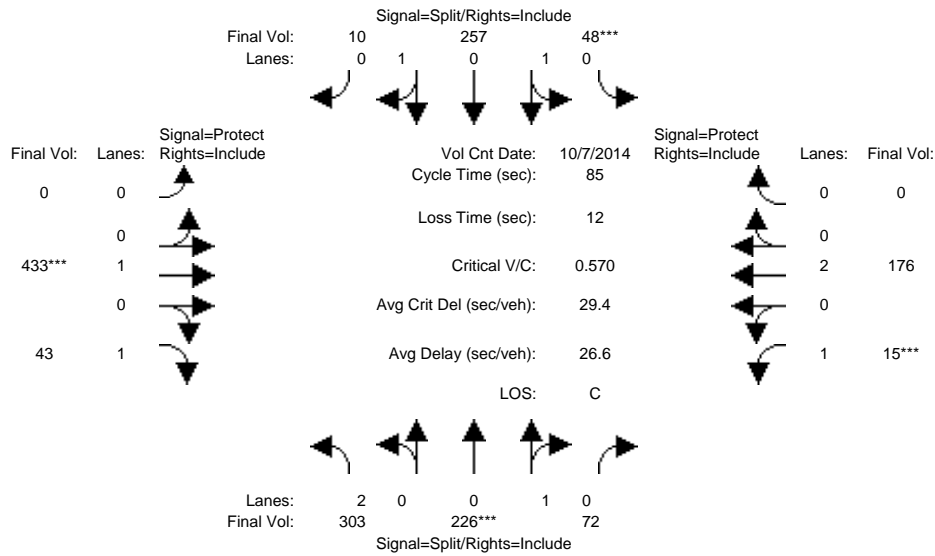 Signal=Split/Rights=Include
Final Vol: 10 257 48***
Lanes: 0 1 0 1 0
Signal=Protect Signal=Protect
Final Vol: Lanes: Rights=Include Vol Cnt Date: 10/7/2014 Rights=Include Lanes: Final Vol:
Cycle Time (sec): 85
0 0 0 0
Loss Time (sec): 12
0 0
433*** 1 Critical V/C: 0.570 2 176
0 Avg Crit Del (sec/veh): 29.4 0
43 1 Avg Delay (sec/veh): 26.6 1 15***
LOS: C
Lanes: 2 0 0 1 0
Final Vol: 303 226*** 72
Signal=Split/Rights=Include